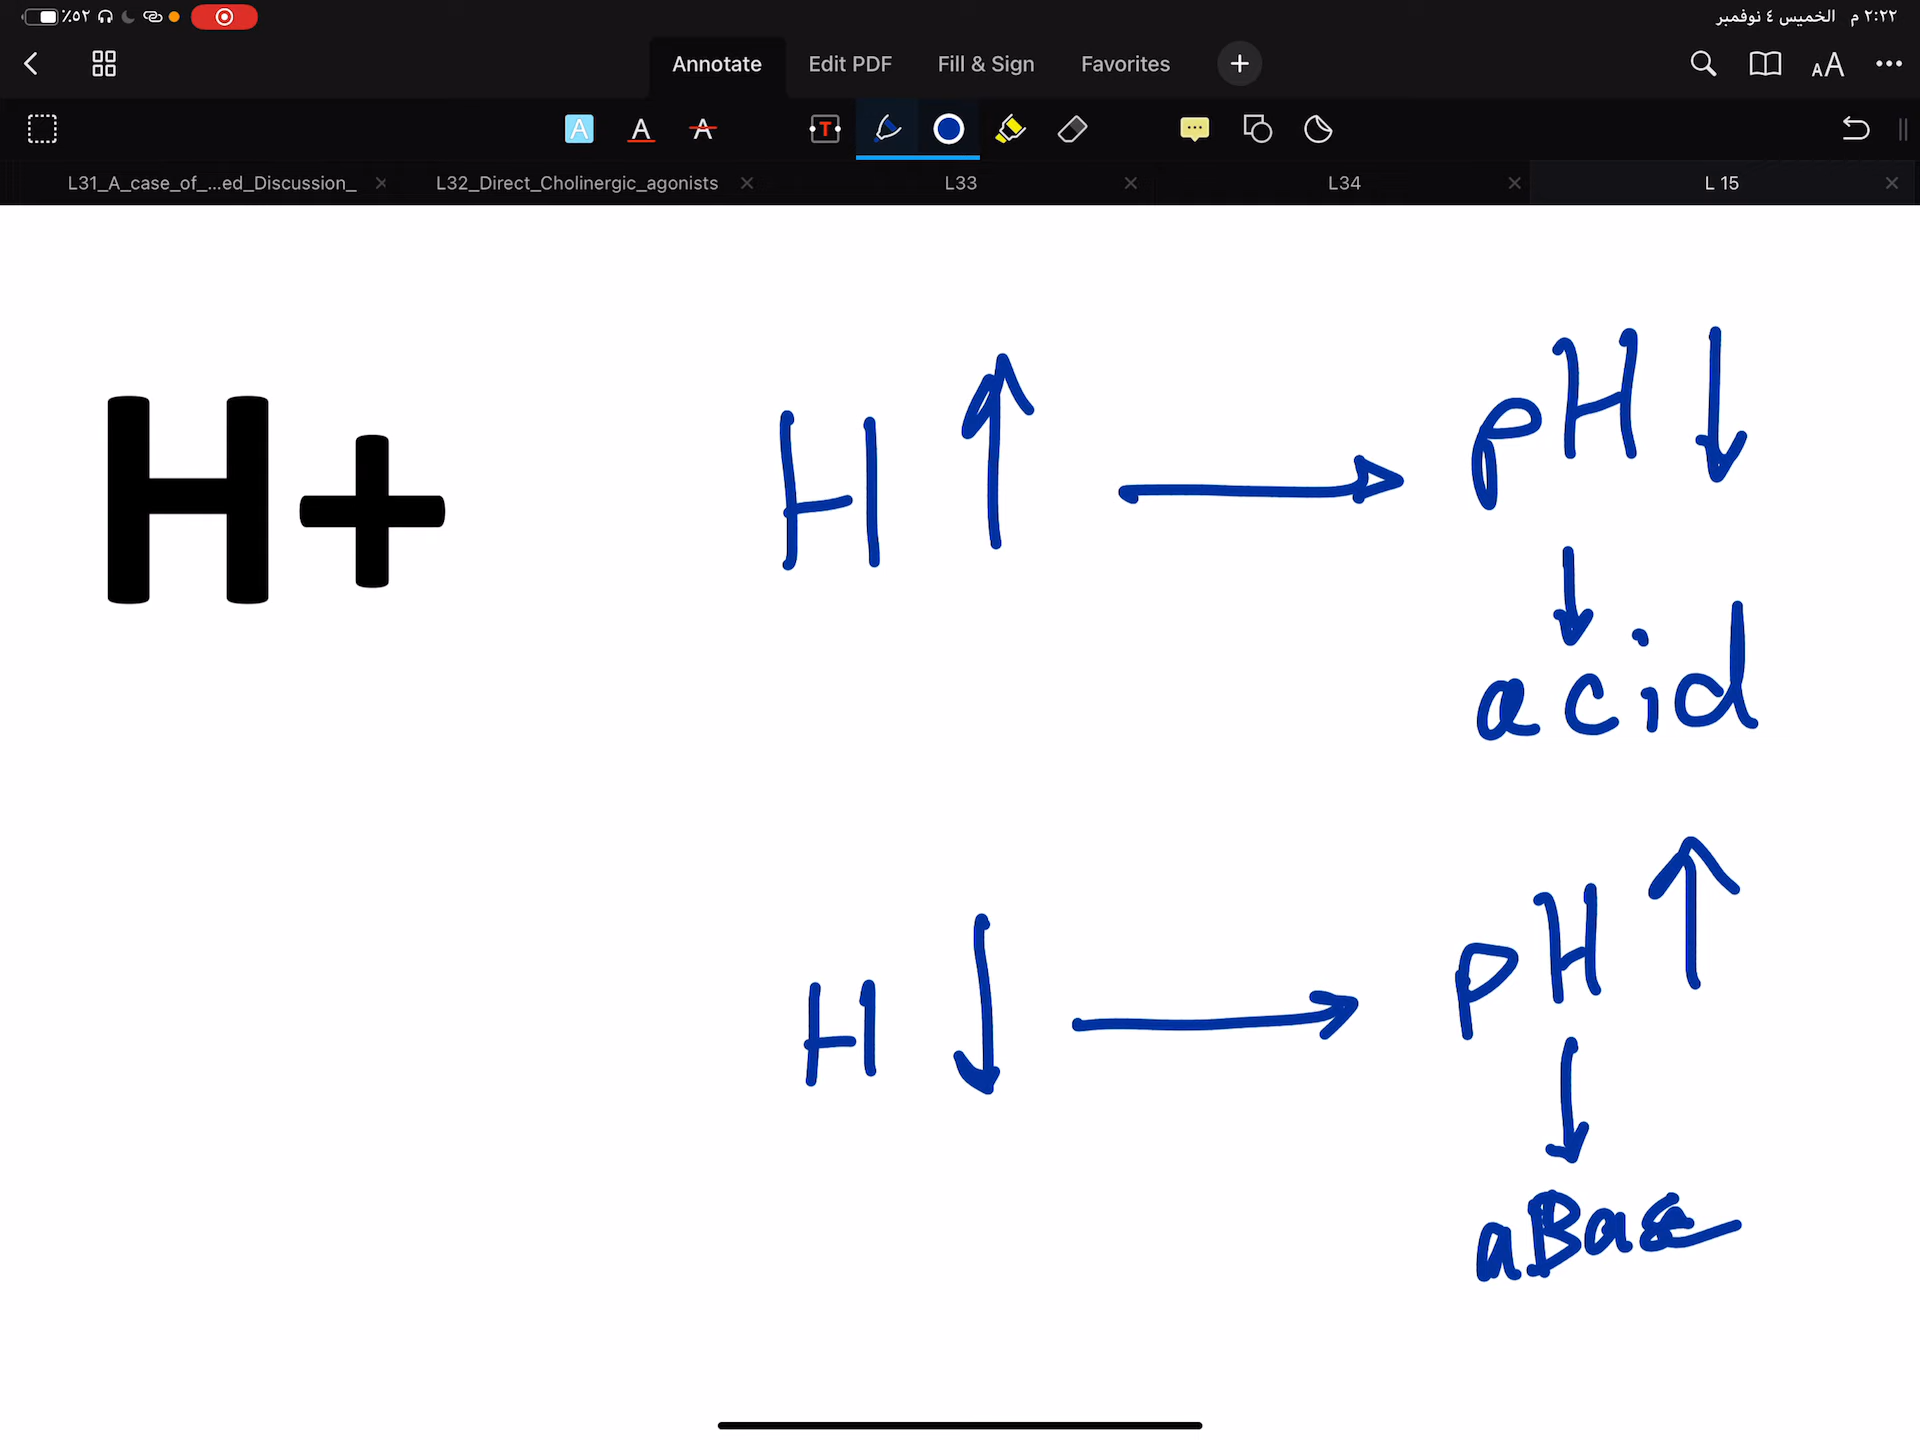 ٪٥٢
٢:٢٢ م الخميس ٤ نوفمبر
Annotate Edit PDF Fill & Sign Favorites
AA
A A A T
L31_A_case_of_...ed_Discussion_ L32_Direct_Cholinergic_agonists L33 L34 L 15
H+
H ↑ → pH ↓
↓
acid
H ↓ → pH ↑
↓
aBase